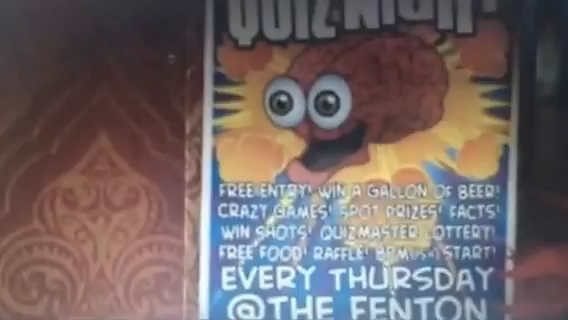 QUIZ NIGHT!
FREE ENTRY! WIN A GALLON OF BEER!
CRAZY GAMES! SPOT PRIZES! FACTS!
WIN SHOTS! QUIZMASTER LOTTERY!
FREE FOOD! RAFFLE! 8PM START!
EVERY THURSDAY
@THE FENTON